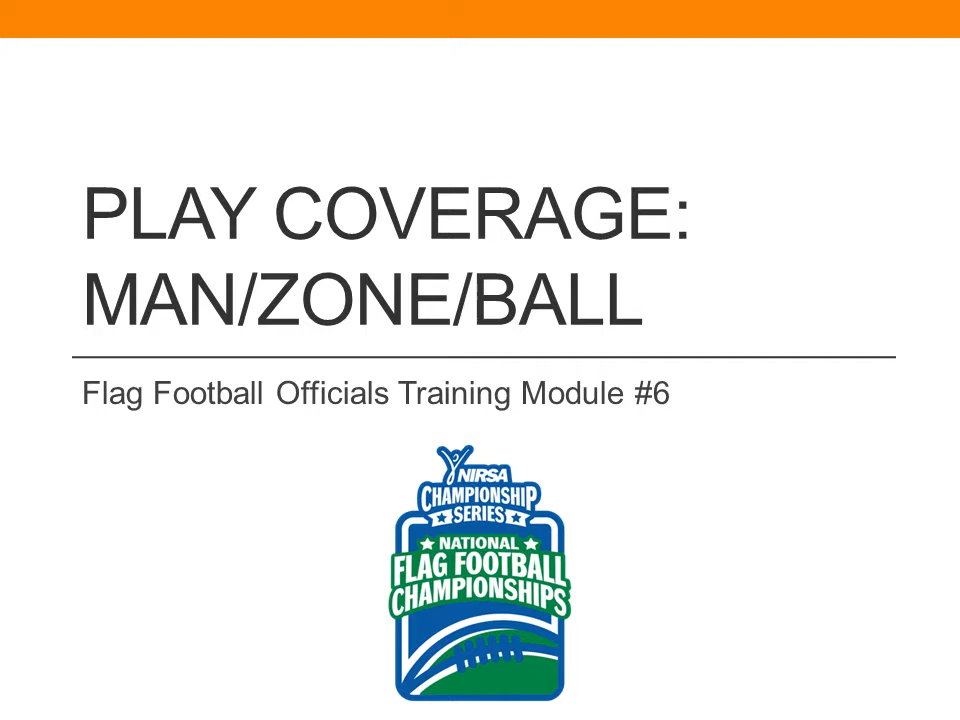 PLAY COVERAGE:
MAN/ZONE/BALL
Flag Football Officials Training Module #6
NIRSA
CHAMPIONSHIP
SERIES
NATIONAL
FLAG FOOTBALL
CHAMPIONSHIPS